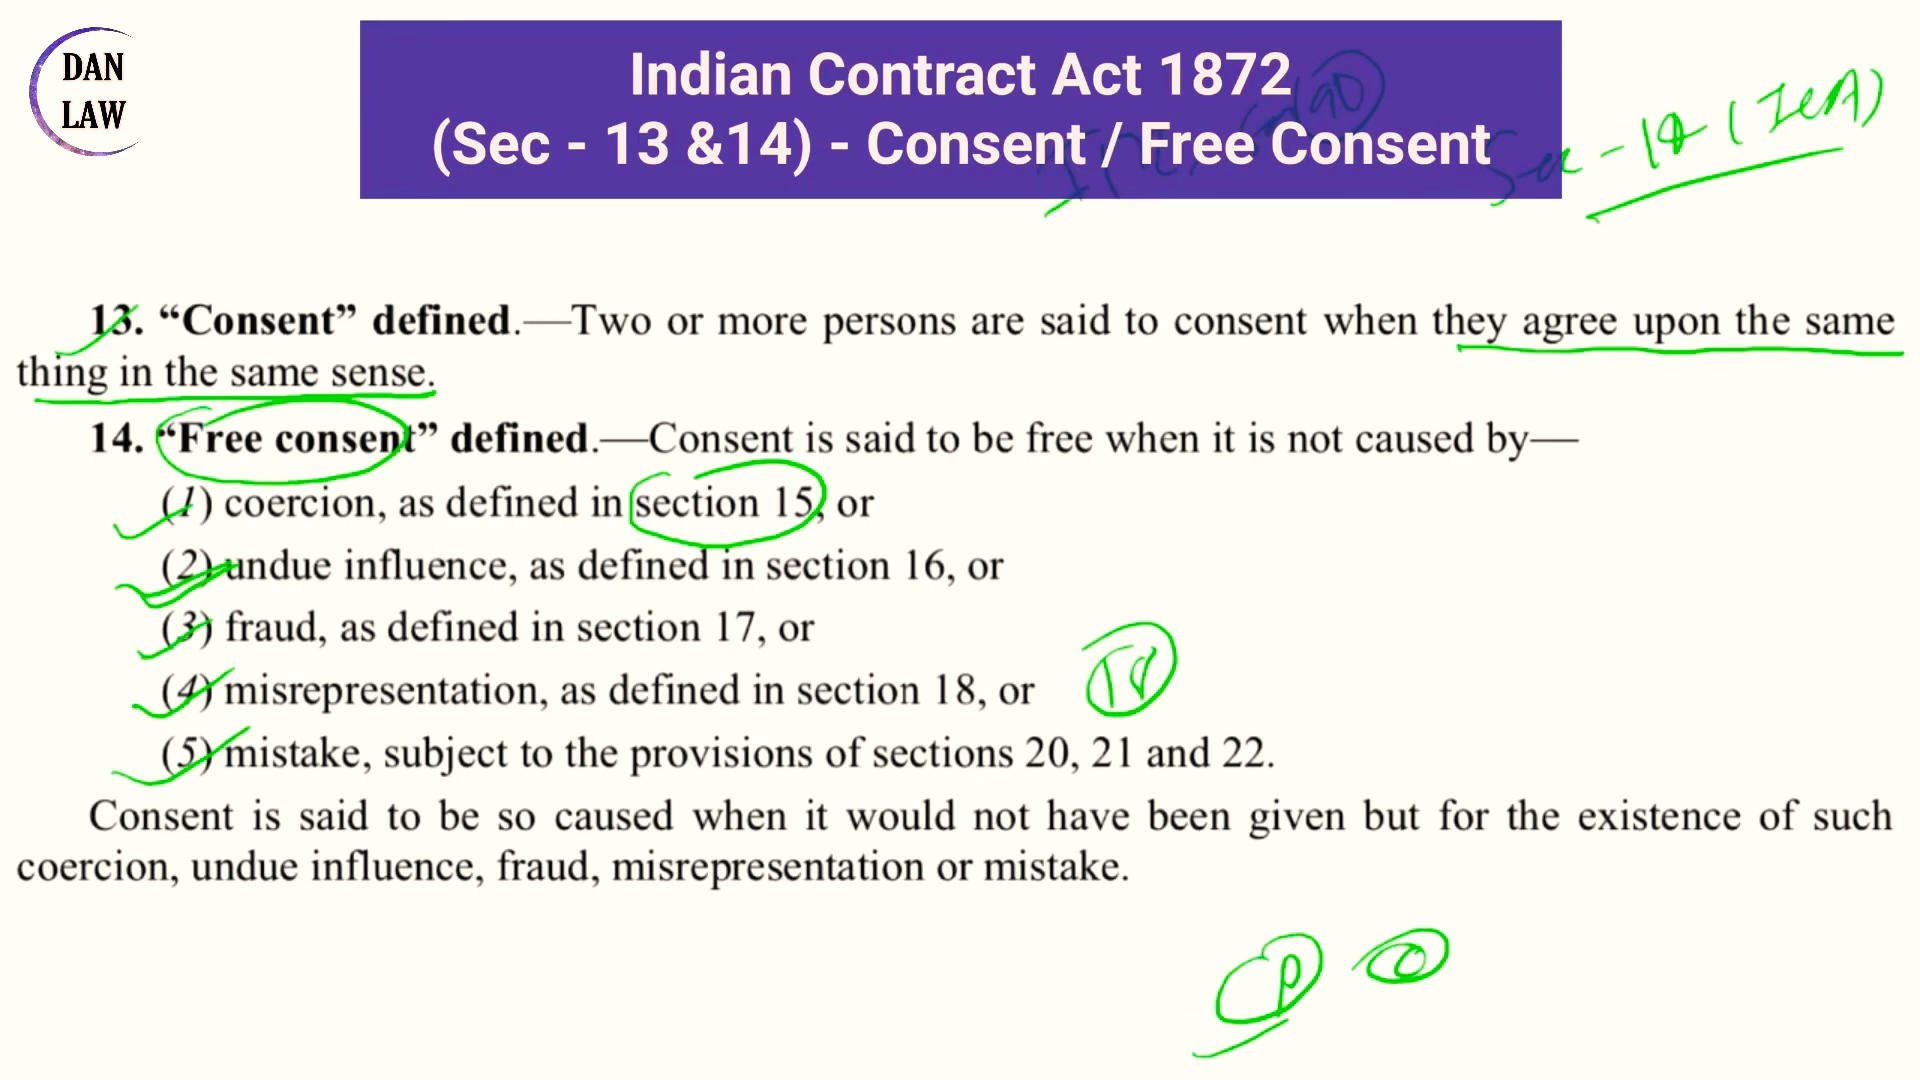 DAN
LAW
Indian Contract Act 1872
(Sec - 13 &14) - Consent / Free Consent
(ICA)
13. “Consent” defined.—Two or more persons are said to consent when they agree upon the same
thing in the same sense.
14. “Free consent” defined.—Consent is said to be free when it is not caused by—
(1) coercion, as defined in section 15, or
(2) undue influence, as defined in section 16, or
(3) fraud, as defined in section 17, or
(4) misrepresentation, as defined in section 18, or
(5) mistake, subject to the provisions of sections 20, 21 and 22.
Consent is said to be so caused when it would not have been given but for the existence of such
coercion, undue influence, fraud, misrepresentation or mistake.
P O